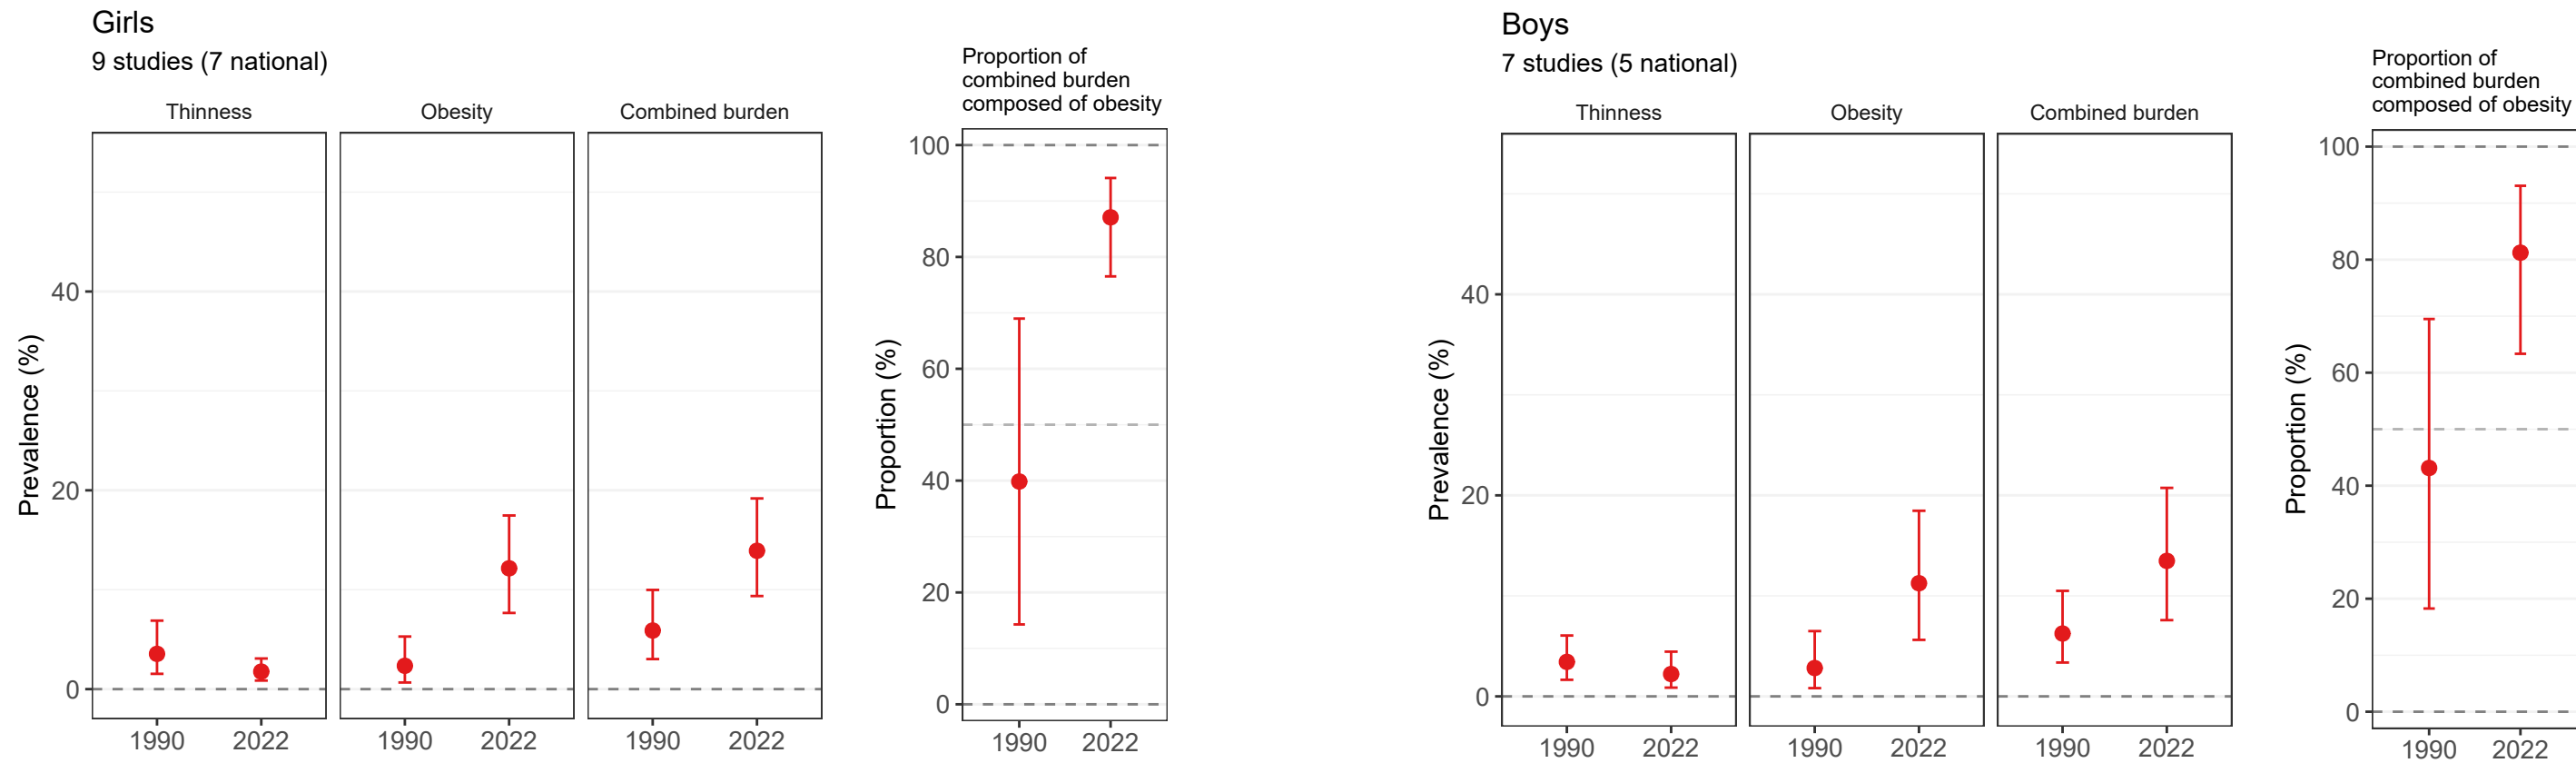 Girls
9 studies (7 national)
Thinness
Obesity
Combined burden
Prevalence (%)
40
20
0
1990
2022
1990
2022
1990
2022
Proportion of
combined burden
composed of obesity
Proportion (%)
100
80
60
40
20
0
1990
2022
Boys
7 studies (5 national)
Thinness
Obesity
Combined burden
Prevalence (%)
40
20
0
1990
2022
1990
2022
1990
2022
Proportion of
combined burden
composed of obesity
Proportion (%)
100
80
60
40
20
0
1990
2022